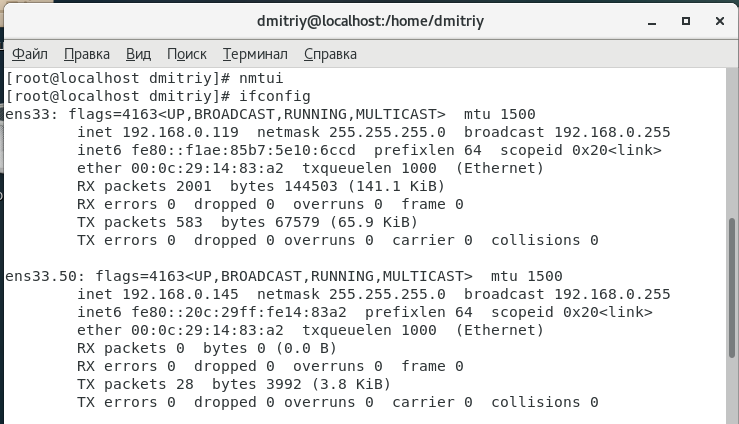 dmitriy@localhost:/home/dmitriy
Файл Правка Вид Поиск Терминал Справка
[root@localhost dmitriy]# nmtui
[root@localhost dmitriy]# ifconfig
ens33: flags=4163<UP,BROADCAST,RUNNING,MULTICAST>  mtu 1500
        inet 192.168.0.119  netmask 255.255.255.0  broadcast 192.168.0.255
        inet6 fe80::f1ae:85b7:5e10:6ccd  prefixlen 64  scopeid 0x20<link>
        ether 00:0c:29:14:83:a2  txqueuelen 1000  (Ethernet)
        RX packets 2001  bytes 144503 (141.1 KiB)
        RX errors 0  dropped 0  overruns 0  frame 0
        TX packets 583  bytes 67579 (65.9 KiB)
        TX errors 0  dropped 0 overruns 0  carrier 0  collisions 0
ens33.50: flags=4163<UP,BROADCAST,RUNNING,MULTICAST>  mtu 1500
        inet 192.168.0.145  netmask 255.255.255.0  broadcast 192.168.0.255
        inet6 fe80::20c:29ff:fe14:83a2  prefixlen 64  scopeid 0x20<link>
        ether 00:0c:29:14:83:a2  txqueuelen 1000  (Ethernet)
        RX packets 0  bytes 0 (0.0 B)
        RX errors 0  dropped 0  overruns 0  frame 0
        TX packets 28  bytes 3992 (3.8 KiB)
        TX errors 0  dropped 0 overruns 0  carrier 0  collisions 0